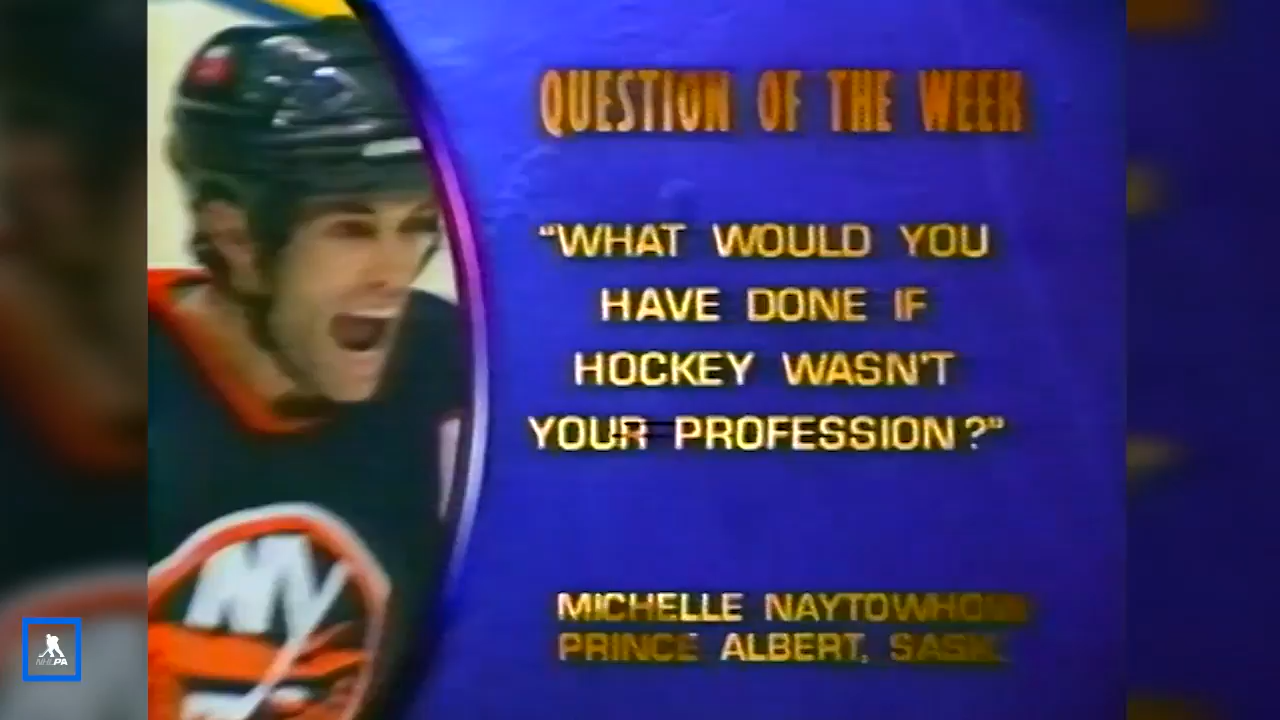 QUESTION OF THE WEEK
"WHAT WOULD YOU
HAVE DONE IF
HOCKEY WASN'T
YOUR PROFESSION?"
MICHELLE
PRINCE ALBERT, SASK.
NY
NHLPA